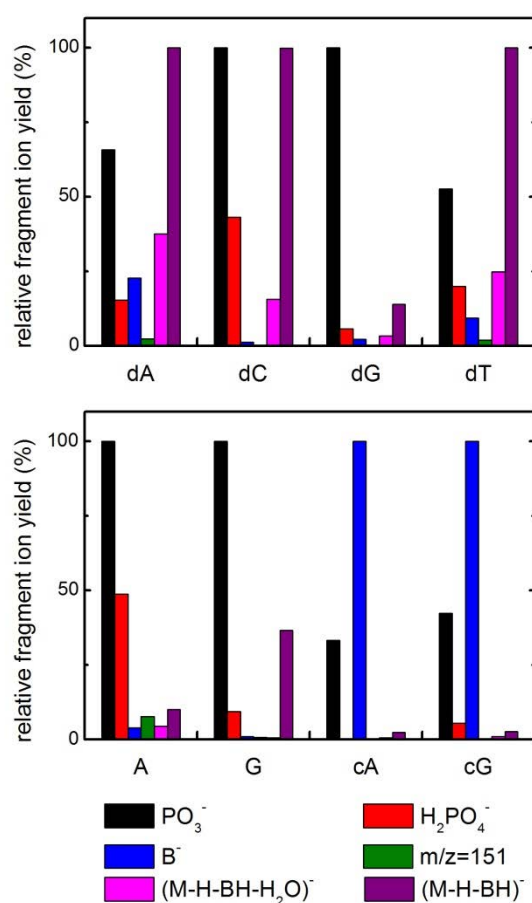 relative fragment ion yield (%)
100
50
0
dA dC dG dT
relative fragment ion yield (%)
100
50
0
A G cA cG
PO₃⁻ H₂PO₄⁻
B⁻ m/z=151
(M-H-BH-H₂O)⁻ (M-H-BH)⁻